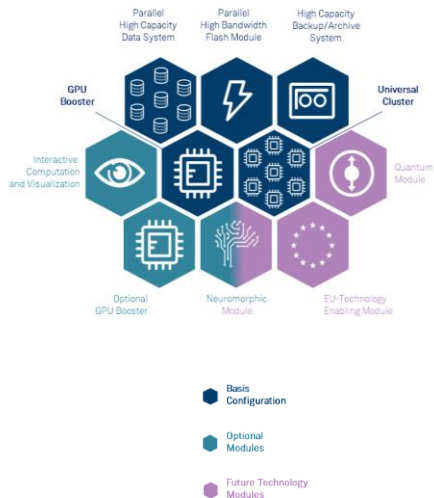 Parallel
High Capacity
Data System
Parallel
High Bandwidth
Flash Module
High Capacity
Backup/Archive
System
GPU
Booster
Universal
Cluster
Interactive
Computation
and Visualization
Quantum
Module
Optional
GPU Booster
Neuromorphic
Module
EU-Technology
Enabling Module
Basis
Configuration
Optional
Modules
Future Technology
Modules